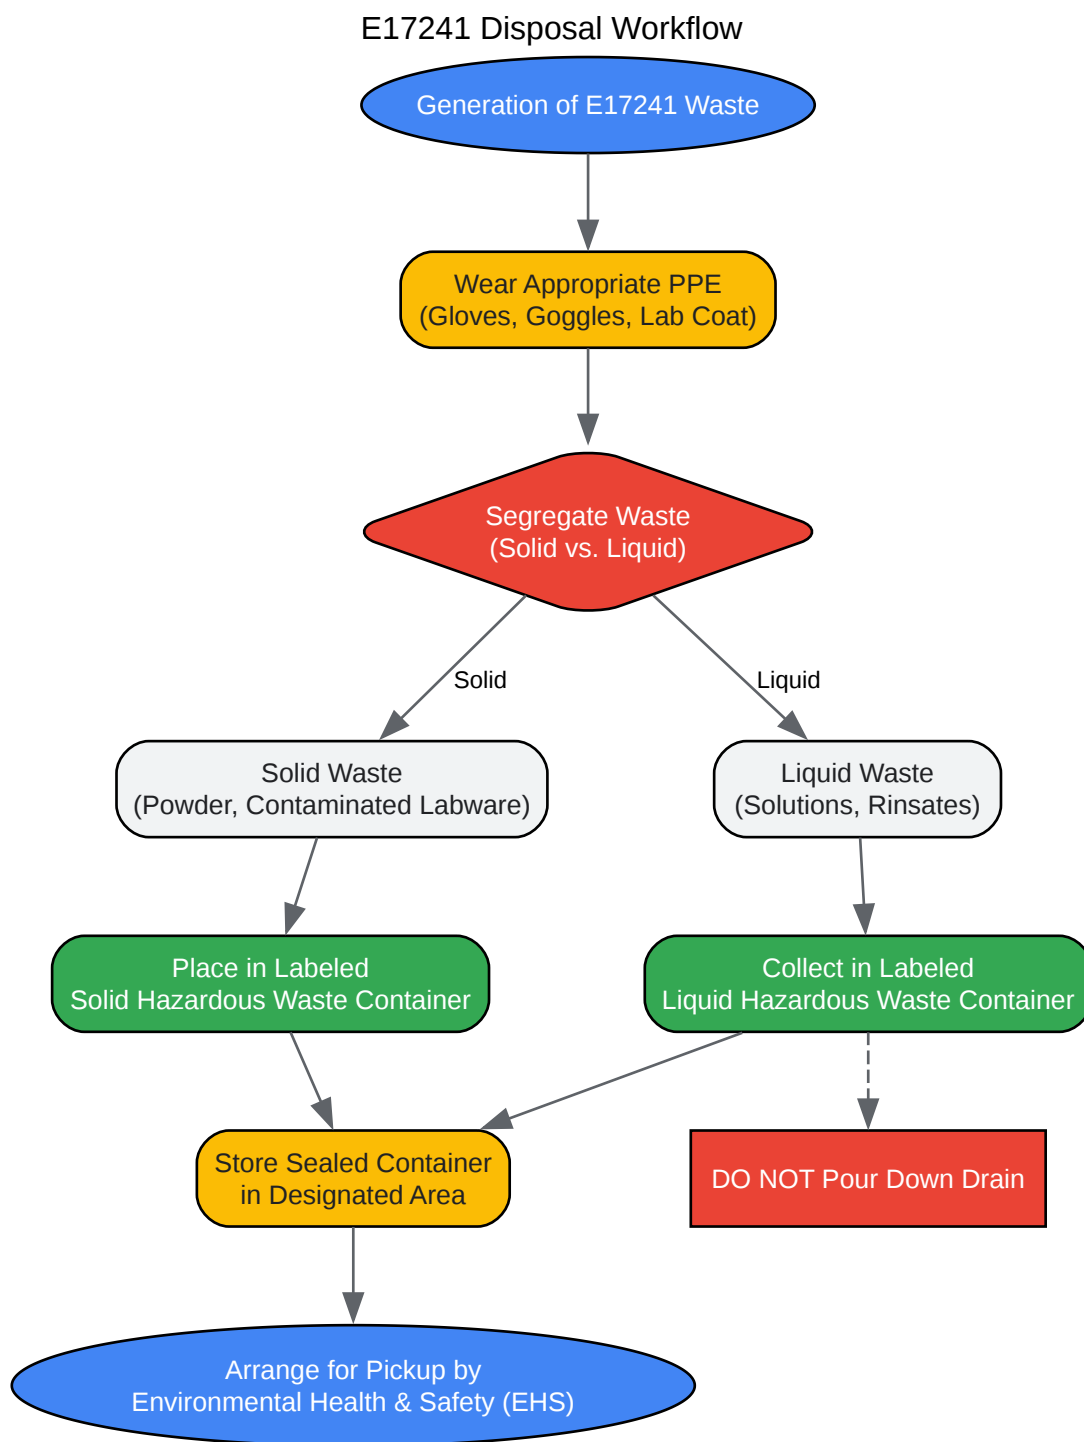 E17241 Disposal Workflow
Generation of E17241 Waste
Wear Appropriate PPE
(Gloves, Goggles, Lab Coat)
Segregate Waste
(Solid vs. Liquid)
Solid
Liquid
Solid Waste
(Powder, Contaminated Labware)
Liquid Waste
(Solutions, Rinsates)
Place in Labeled
Solid Hazardous Waste Container
Collect in Labeled
Liquid Hazardous Waste Container
Store Sealed Container
in Designated Area
DO NOT Pour Down Drain
Arrange for Pickup by
Environmental Health & Safety (EHS)